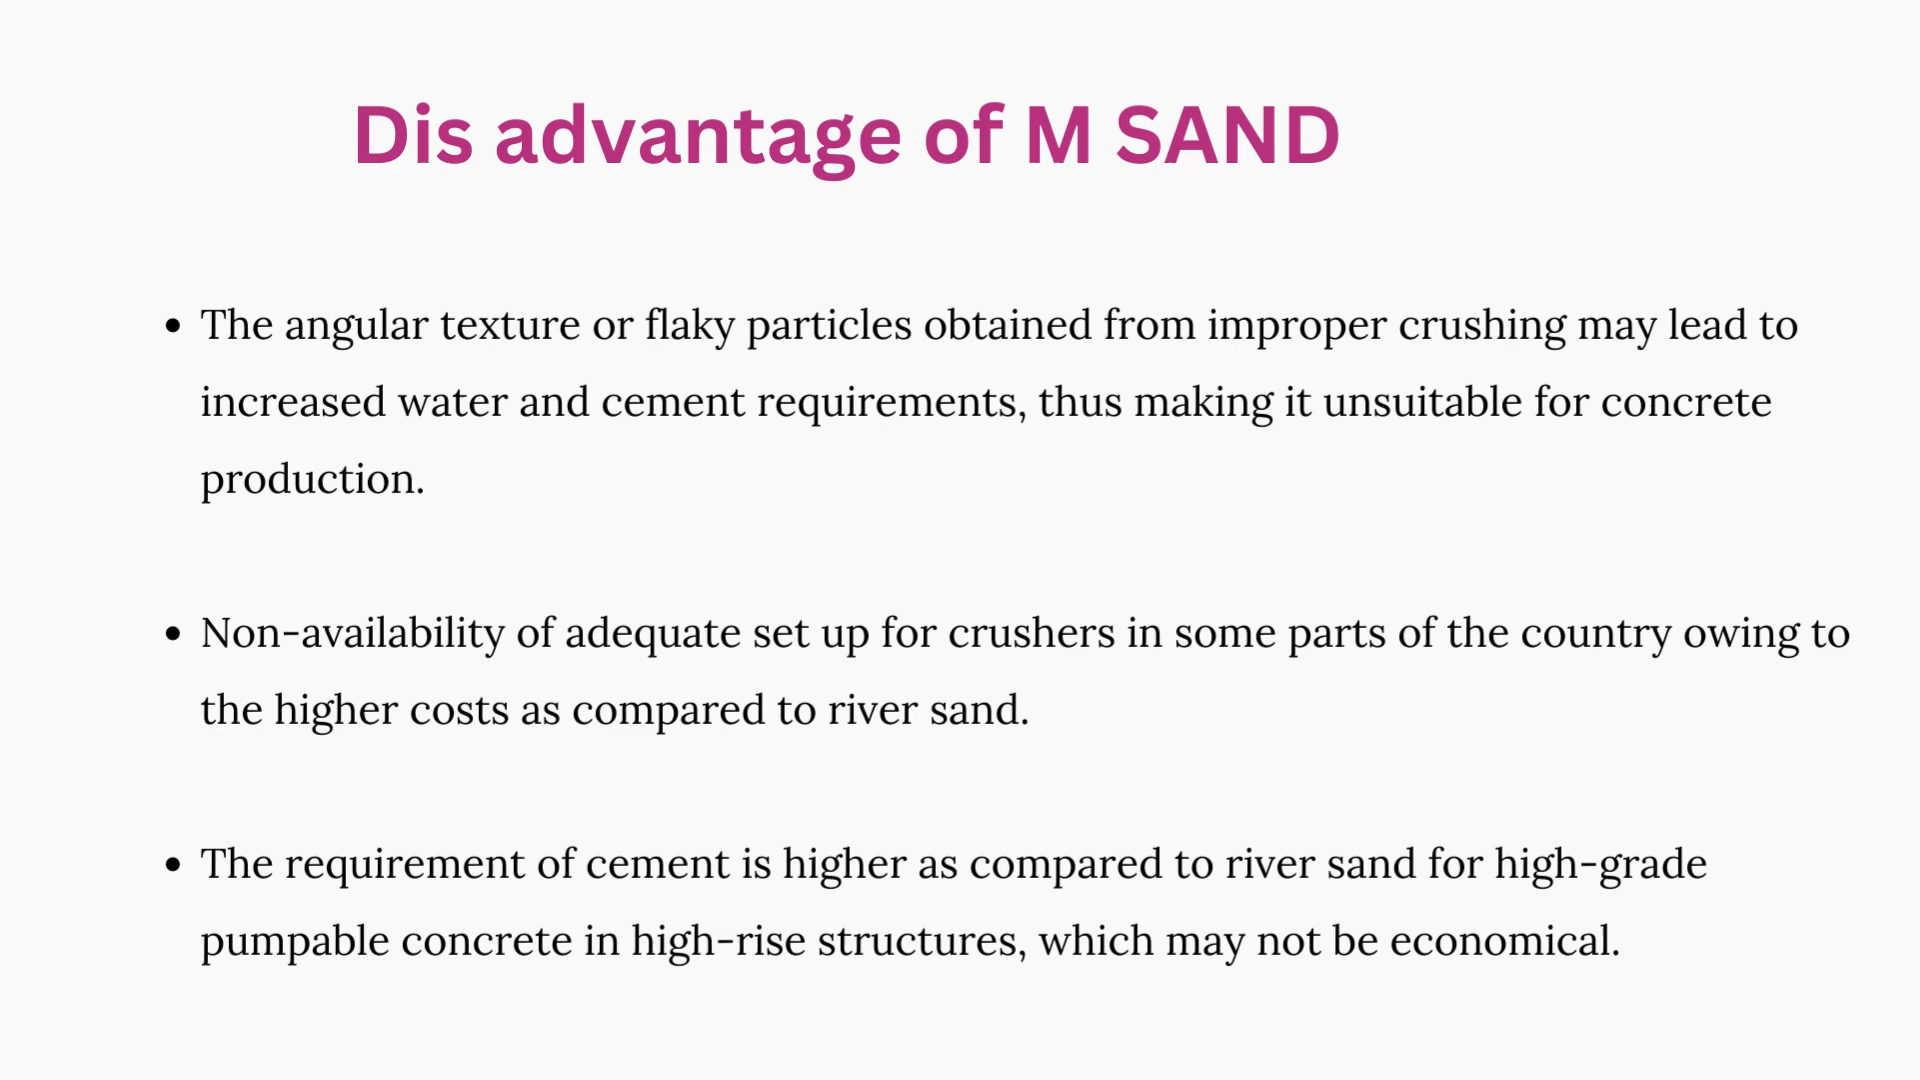 Dis advantage of M SAND
• The angular texture or flaky particles obtained from improper crushing may lead to
increased water and cement requirements, thus making it unsuitable for concrete
production.
• Non-availability of adequate set up for crushers in some parts of the country owing to
the higher costs as compared to river sand.
• The requirement of cement is higher as compared to river sand for high-grade
pumpable concrete in high-rise structures, which may not be economical.